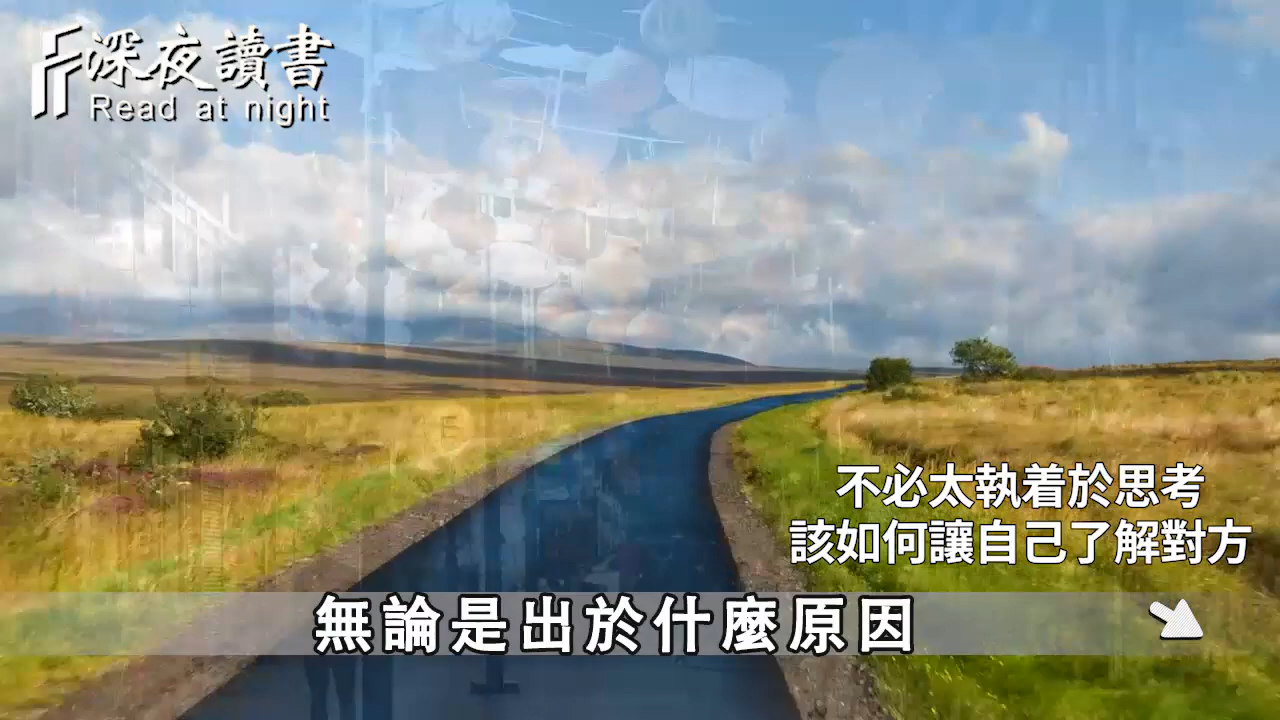 深夜讀書
Read at night
不必太執着於思考
該如何讓自己了解對方
無論是出於什麼原因